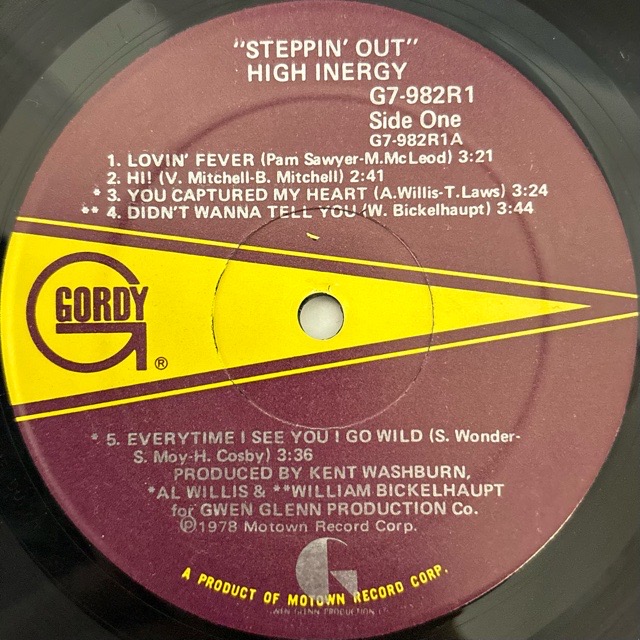 "STEPPIN' OUT"
HIGH INERGY
G7-982R1
Side One
G7-982R1A
1. LOVIN' FEVER (Pam Sawyer-M.McLeod) 3:21
2. HI! (V. Mitchell-B. Mitchell) 2:41
* 3. YOU CAPTURED MY HEART (A.Willis-T.Laws) 3:24
** 4. DIDN'T WANNA TELL YOU (W. Bickelhaupt) 3:44
GORDY
®
* 5. EVERYTIME I SEE YOU I GO WILD (S. Wonder-
S. Moy-H. Cosby) 3:36
PRODUCED BY KENT WASHBURN,
*AL WILLIS & **WILLIAM BICKELHAUPT
for GWEN GLENN PRODUCTION Co.
℗1978 Motown Record Corp.
A PRODUCT OF MOTOWN RECORD CORP.
GLENN PRODUCTION